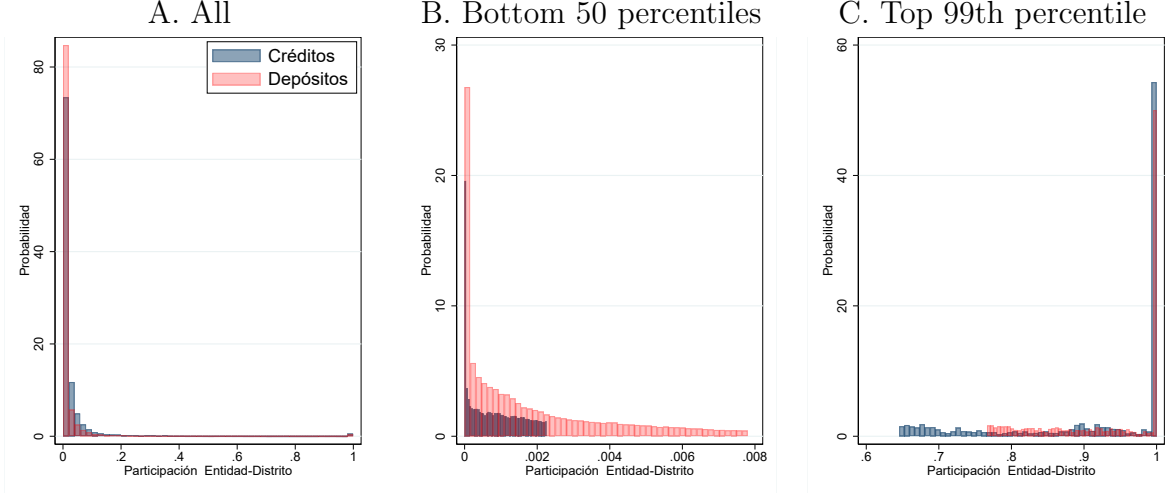 A. All
Créditos
Depósitos
Probabilidad
0
20
40
60
80
0
.2
.4
.6
.8
1
Participación Entidad-Distrito
B. Bottom 50 percentiles
Probabilidad
0
10
20
30
0
.002
.004
.006
.008
Participación Entidad-Distrito
C. Top 99th percentile
Probabilidad
0
20
40
60
.6
.7
.8
.9
1
Participación Entidad-Distrito